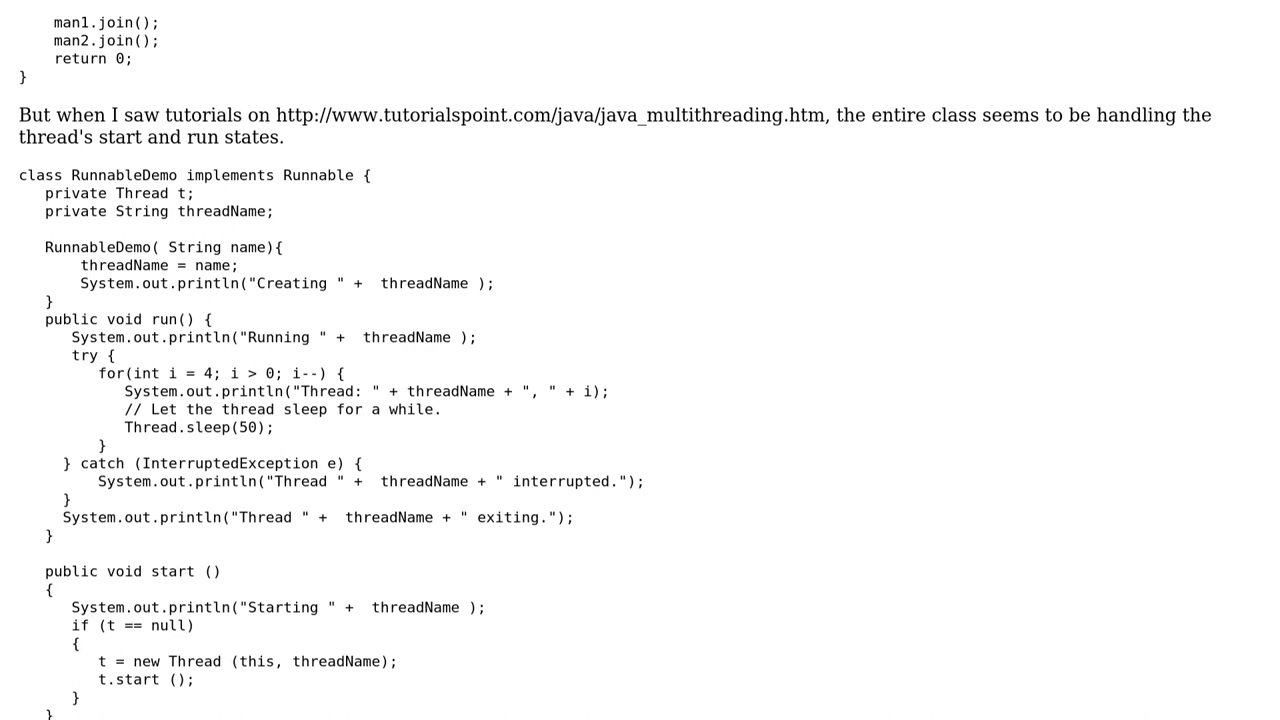 man1.join();
    man2.join();
    return 0;
}
But when I saw tutorials on http://www.tutorialspoint.com/java/java_multithreading.htm, the entire class seems to be handling the
thread's start and run states.
class RunnableDemo implements Runnable {
   private Thread t;
   private String threadName;

   RunnableDemo( String name){
       threadName = name;
       System.out.println("Creating " +  threadName );
   }
   public void run() {
      System.out.println("Running " +  threadName );
      try {
         for(int i = 4; i > 0; i--) {
            System.out.println("Thread: " + threadName + ", " + i);
            // Let the thread sleep for a while.
            Thread.sleep(50);
         }
     } catch (InterruptedException e) {
         System.out.println("Thread " +  threadName + " interrupted.");
     }
     System.out.println("Thread " +  threadName + " exiting.");
   }

   public void start ()
   {
      System.out.println("Starting " +  threadName );
      if (t == null)
      {
         t = new Thread (this, threadName);
         t.start ();
      }
   }